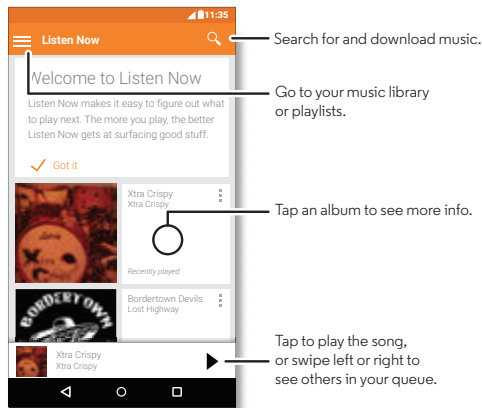 11:35
Listen Now
Search for and download music.
Welcome to Listen Now
Listen Now makes it easy to figure out what
to play next. The more you play, the better
Listen Now gets at surfacing good stuff.
Got it
Go to your music library
or playlists.
Xtra Crispy
Xtra Crispy
Recently played
Tap an album to see more info.
BORDERTOWN
Bordertown Devils
Lost Highway
Xtra Crispy
Xtra Crispy
Tap to play the song,
or swipe left or right to
see others in your queue.